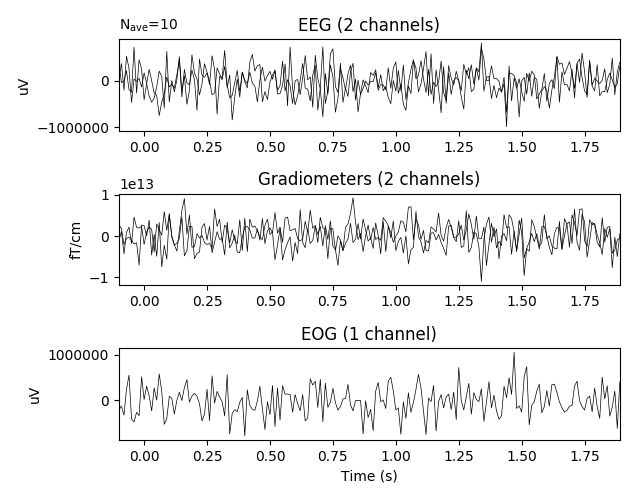 N_ave=10
EEG (2 channels)
uV
0
−1000000
0.00 0.25 0.50 0.75 1.00 1.25 1.50 1.75
1e13
Gradiometers (2 channels)
fT/cm
1
0
−1
0.00 0.25 0.50 0.75 1.00 1.25 1.50 1.75
EOG (1 channel)
uV
1000000
0
0.00 0.25 0.50 0.75 1.00 1.25 1.50 1.75
Time (s)